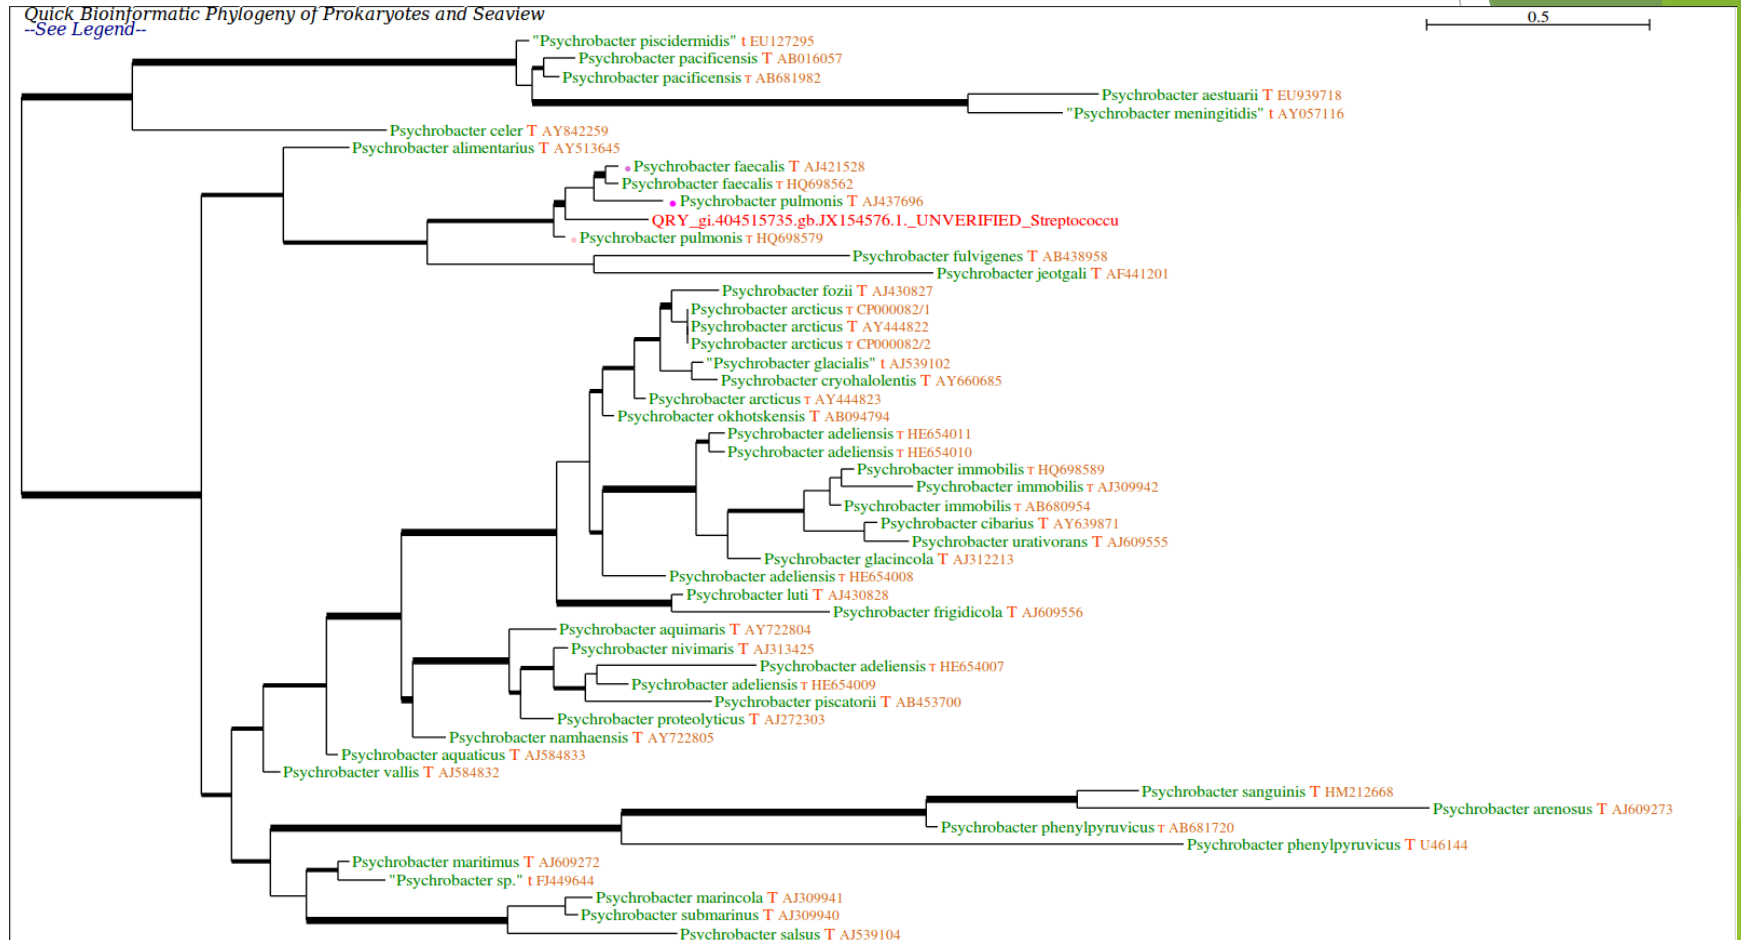 Quick Bioinformatic Phylogeny of Prokaryotes and Seaview
--See Legend--
0.5
"Psychrobacter piscidermidis" t EU127295
Psychrobacter pacificensis T AB016057
Psychrobacter pacificensis T AB681982
Psychrobacter aestuarii T EU939718
"Psychrobacter meningitidis" t AY057116
Psychrobacter celer T AY842259
Psychrobacter alimentarius T AY513645
Psychrobacter faecalis T AJ421528
Psychrobacter faecalis T HQ698562
Psychrobacter pulmonis T AJ437696
QRY_gi.404515735.gb.JX154576.1._UNVERIFIED_Streptococcu
Psychrobacter pulmonis T HQ698579
Psychrobacter fulvigenes T AB438958
Psychrobacter jeotgali T AF441201
Psychrobacter fozii T AJ430827
Psychrobacter arcticus T CP000082/1
Psychrobacter arcticus T AY444822
Psychrobacter arcticus T CP000082/2
"Psychrobacter glacialis" t AJ539102
Psychrobacter cryohalolentis T AY660685
Psychrobacter arcticus T AY444823
Psychrobacter okhotskensis T AB094794
Psychrobacter adeliensis T HE654011
Psychrobacter adeliensis T HE654010
Psychrobacter immobilis T HQ698589
Psychrobacter immobilis T AJ309942
Psychrobacter immobilis T AB680954
Psychrobacter cibarius T AY639871
Psychrobacter urativorans T AJ609555
Psychrobacter glacincola T AJ312213
Psychrobacter adeliensis T HE654008
Psychrobacter luti T AJ430828
Psychrobacter frigidicola T AJ609556
Psychrobacter aquimaris T AY722804
Psychrobacter nivimaris T AJ313425
Psychrobacter adeliensis T HE654007
Psychrobacter adeliensis T HE654009
Psychrobacter piscatorii T AB453700
Psychrobacter proteolyticus T AJ272303
Psychrobacter namhaensis T AY722805
Psychrobacter aquaticus T AJ584833
Psychrobacter vallis T AJ584832
Psychrobacter sanguinis T HM212668
Psychrobacter arenosus T AJ609273
Psychrobacter phenylpyruvicus T AB681720
Psychrobacter phenylpyruvicus T U46144
Psychrobacter maritimus T AJ609272
"Psychrobacter sp." t FJ449644
Psychrobacter marincola T AJ309941
Psychrobacter submarinus T AJ309940
Psychrobacter salsus T AJ539104